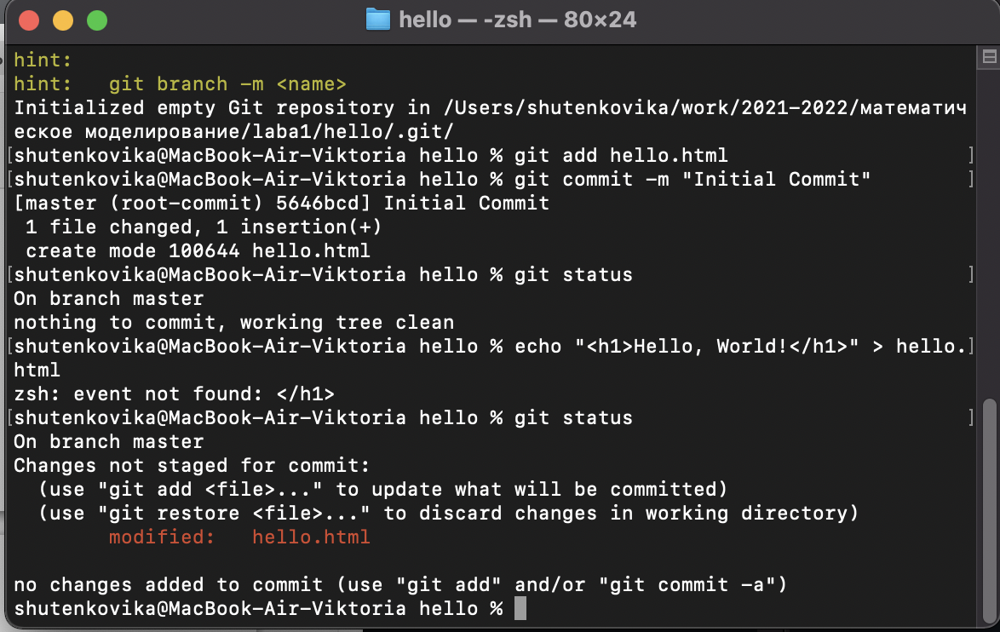 hello — -zsh — 80×24
hint:
hint:   git branch -m <name>
Initialized empty Git repository in /Users/shutenkovika/work/2021-2022/математич
еское моделирование/laba1/hello/.git/
[shutenkovika@MacBook-Air-Viktoria hello % git add hello.html ]
[shutenkovika@MacBook-Air-Viktoria hello % git commit -m "Initial Commit" ]
[master (root-commit) 5646bcd] Initial Commit
 1 file changed, 1 insertion(+)
 create mode 100644 hello.html
[shutenkovika@MacBook-Air-Viktoria hello % git status ]
On branch master
nothing to commit, working tree clean
[shutenkovika@MacBook-Air-Viktoria hello % echo "<h1>Hello, World!</h1>" > hello.]
html
zsh: event not found: </h1>
[shutenkovika@MacBook-Air-Viktoria hello % git status ]
On branch master
Changes not staged for commit:
  (use "git add <file>..." to update what will be committed)
  (use "git restore <file>..." to discard changes in working directory)
        modified:   hello.html

no changes added to commit (use "git add" and/or "git commit -a")
shutenkovika@MacBook-Air-Viktoria hello %